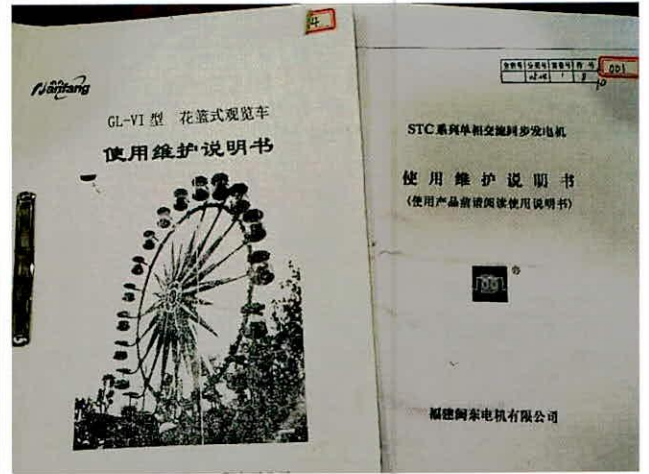 Nanfang
GL-VI型 花篮式观览车
使用维护说明书
4
001
STC系列单相交流同步发电机
使用维护说明书
(使用产品前请阅读使用说明书)
®
福建闽东电机有限公司